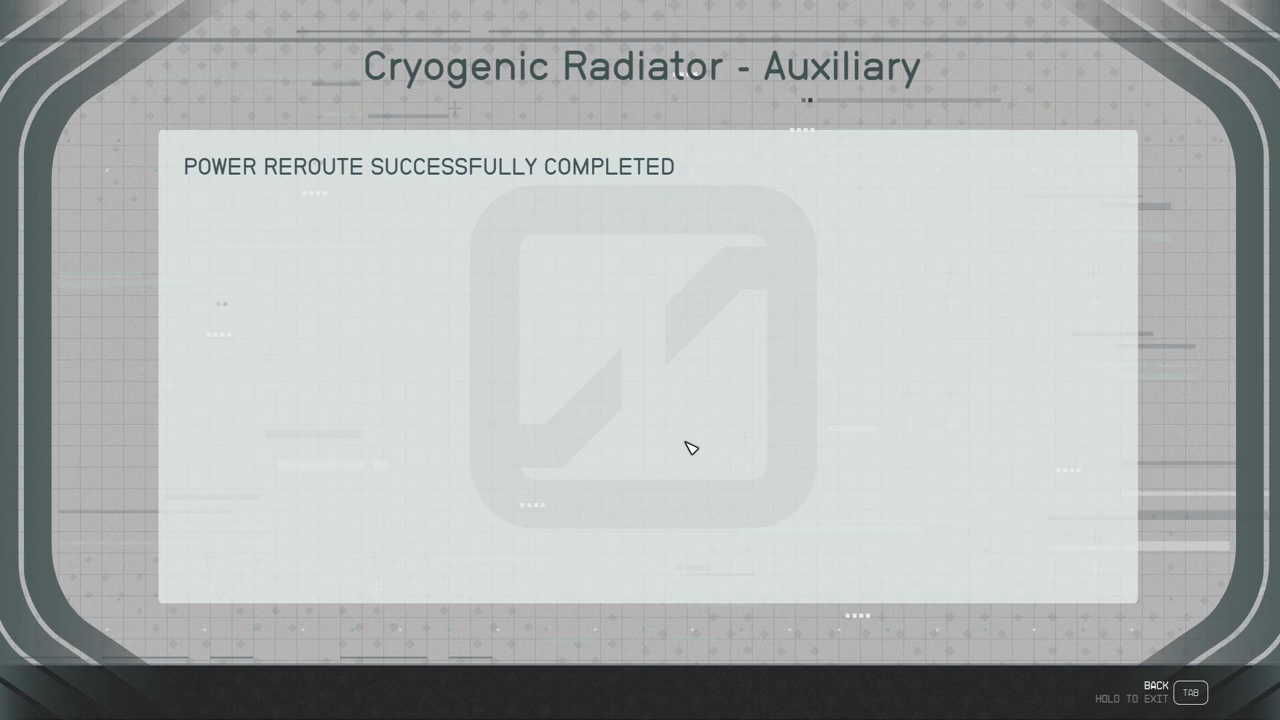 Cryogenic Radiator - Auxiliary
POWER REROUTE SUCCESSFULLY COMPLETED
BACK
HOLD TO EXIT
TAB